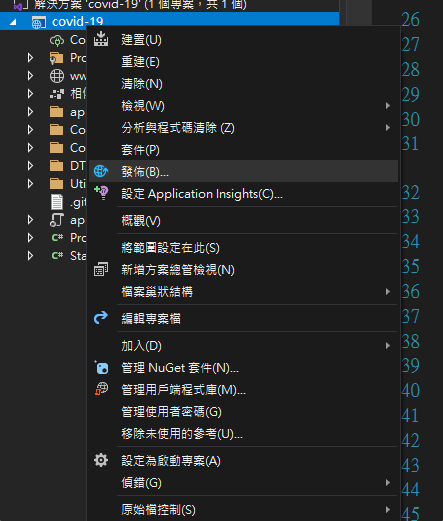 解決方案 'covid-19' (1 個專案，共 1 個)
covid-19
Co
Pro
ww
相依
ap
Co
Co
DT
Uti
.git
ap
Pro
Sta
建置(U)
重建(E)
清除(N)
檢視(W)
分析與程式碼清除 (Z)
套件(P)
發佈(B)...
設定 Application Insights(C)...
概觀(V)
將範圍設定在此(S)
新增方案總管檢視(N)
檔案巢狀結構
編輯專案檔
加入(D)
管理 NuGet 套件(N)...
管理用戶端程式庫(M)...
管理使用者密碼(G)
移除未使用的參考(U)...
設定為啟動專案(A)
偵錯(G)
原始檔控制(S)
26
27
28
29
30
31
32
33
34
35
36
37
38
39
40
41
42
43
44
45